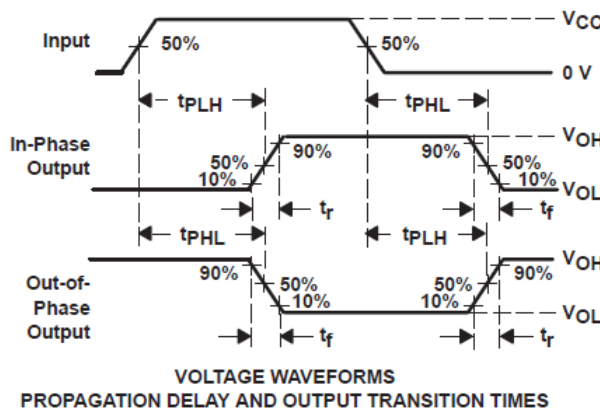 Input
50%
50%
VCC
0 V
tPLH
tPHL
In-Phase
Output
50%
10%
90%
90%
50%
10%
VOH
VOL
tr
tf
tPHL
tPLH
Out-of-
Phase
Output
90%
50%
10%
50%
10%
90%
VOH
VOL
tf
tr
VOLTAGE WAVEFORMS
PROPAGATION DELAY AND OUTPUT TRANSITION TIMES